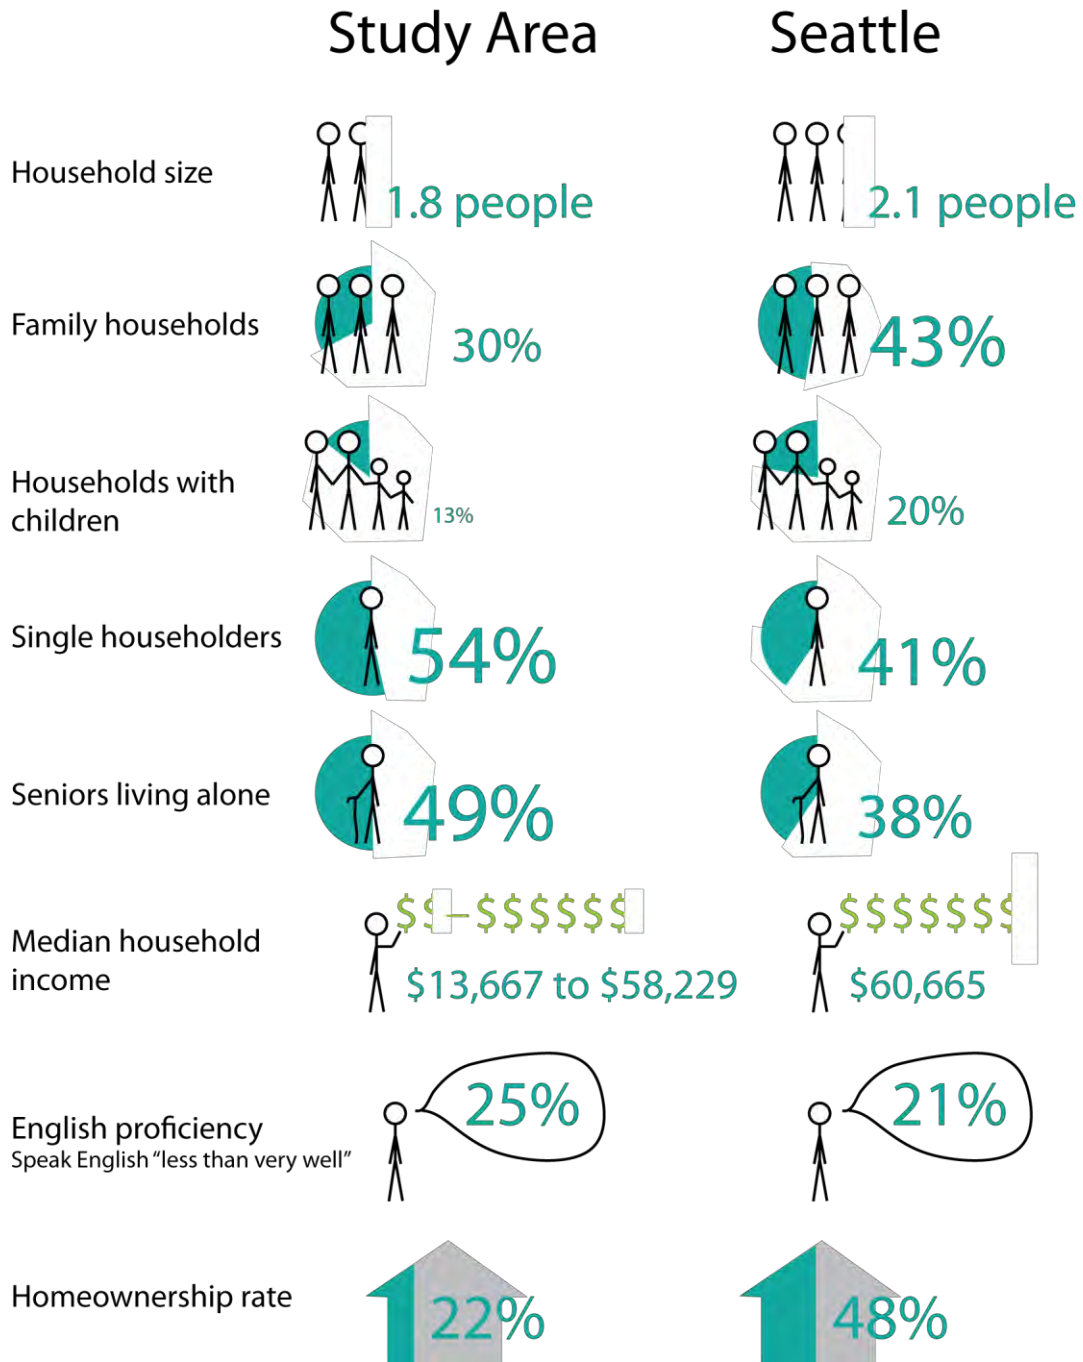 Study Area Seattle
Household size
1.8 people 2.1 people
Family households
30% 43%
Households with
children
13% 20%
Single householders
54% 41%
Seniors living alone
49% 38%
$$–$$$$$$ $$$$$$$
Median household
income
$13,667 to $58,229 $60,665
25% 21%
English proficiency
Speak English “less than very well”
Homeownership rate
22% 48%